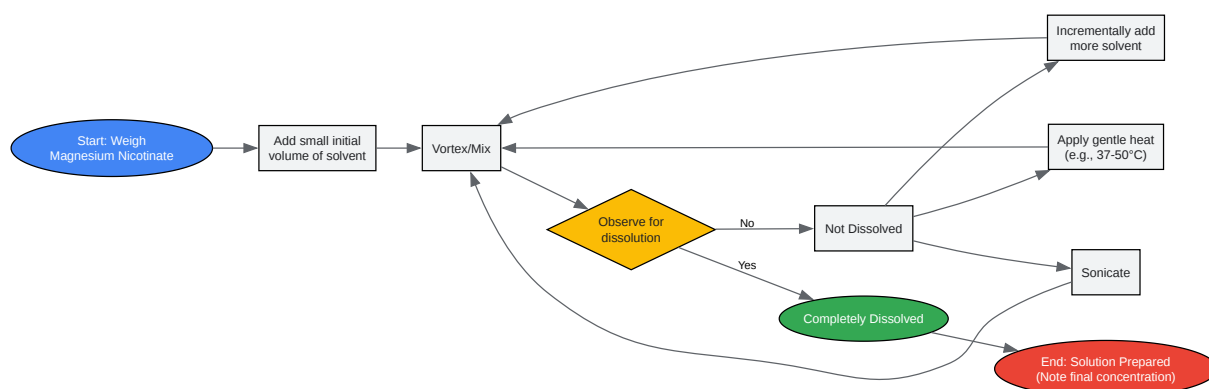 Start: Weigh
Magnesium Nicotinate
Add small initial
volume of solvent
Vortex/Mix
Observe for
dissolution
No
Yes
Not Dissolved
Completely Dissolved
Incrementally add
more solvent
Apply gentle heat
(e.g., 37-50°C)
Sonicate
End: Solution Prepared
(Note final concentration)